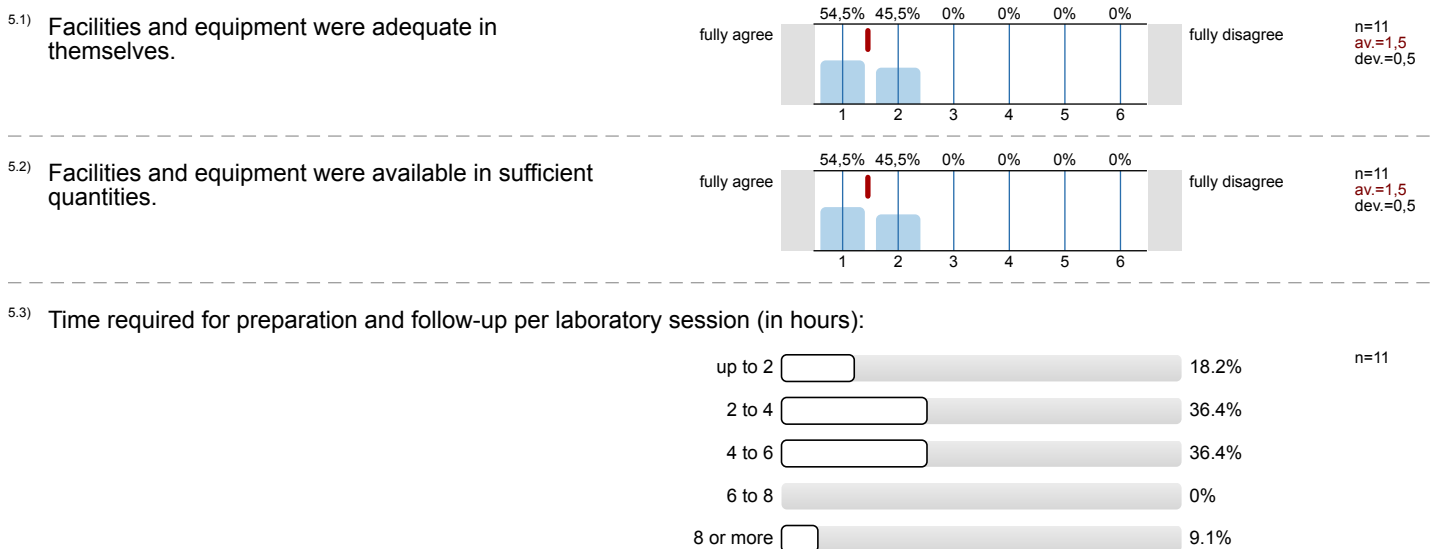 5.1) Facilities and equipment were adequate in
themselves.
54,5% 45,5% 0% 0% 0%
fully agree
fully disagree
1 2 3 4 5 6
n=11
av.=1,5
dev.=0,5
5.2) Facilities and equipment were available in sufficient
quantities.
54,5% 45,5% 0% 0% 0%
fully agree
fully disagree
1 2 3 4 5 6
n=11
av.=1,5
dev.=0,5
5.3) Time required for preparation and follow-up per laboratory session (in hours):
up to 2 18.2%
n=11
2 to 4 36.4%
4 to 6 36.4%
6 to 8 0%
8 or more 9.1%